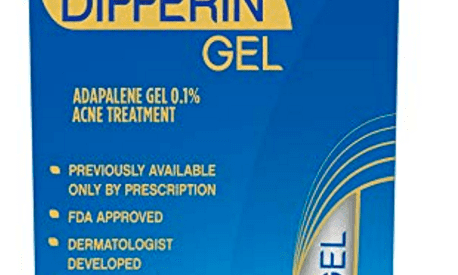 DIFFERIN
GEL
ADAPALENE GEL 0.1%
ACNE TREATMENT
PREVIOUSLY AVAILABLE
ONLY BY PRESCRIPTION
FDA APPROVED
DERMATOLOGIST
DEVELOPED
GEL